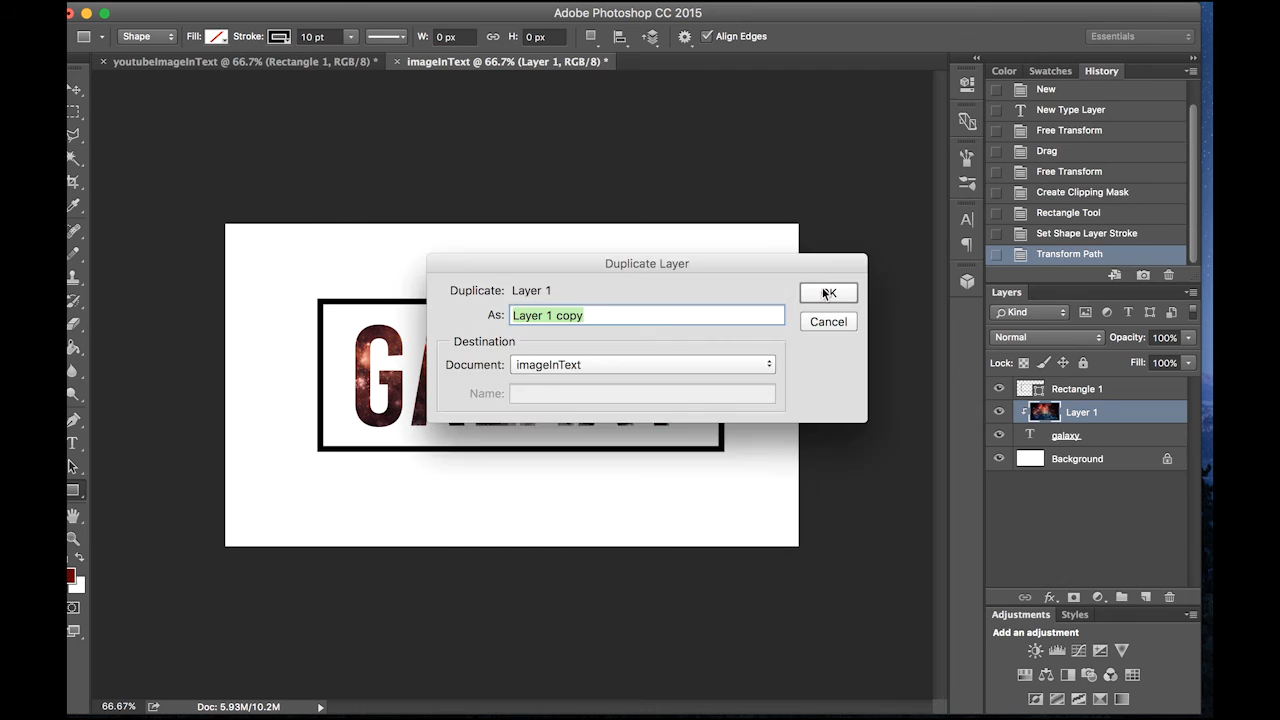 Adobe Photoshop CC 2015
Shape Fill: Stroke: 10 pt W: 0 px H: 0 px Align Edges Essentials
× youtubeImageInText @ 66.7% (Rectangle 1, RGB/8) * × imageInText @ 66.7% (Layer 1, RGB/8) *
Color Swatches History
New
New Type Layer
Free Transform
Drag
Free Transform
Create Clipping Mask
Rectangle Tool
Set Shape Layer Stroke
Transform Path
Duplicate Layer
Duplicate: Layer 1
As: Layer 1 copy
Cancel
Destination
Document: imageInText
Name:
Layers
Kind
Normal Opacity: 100%
Lock: Fill: 100%
Rectangle 1
Layer 1
galaxy
Background
fx
Adjustments Styles
Add an adjustment
66.67% Doc: 5.93M/10.2M